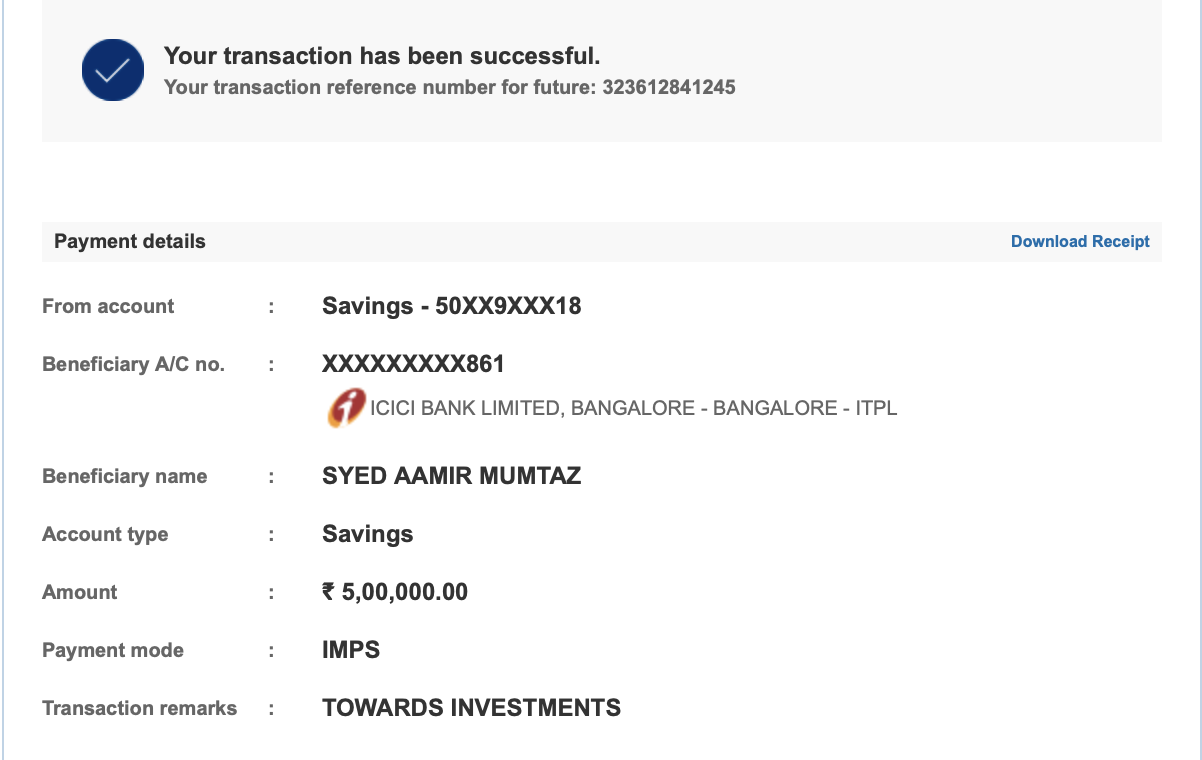 Your transaction has been successful.
Your transaction reference number for future: 323612841245
Payment details Download Receipt
From account : Savings - 50XX9XXX18
Beneficiary A/C no. : XXXXXXXXX861
ICICI BANK LIMITED, BANGALORE - BANGALORE - ITPL
Beneficiary name : SYED AAMIR MUMTAZ
Account type : Savings
Amount : ₹ 5,00,000.00
Payment mode : IMPS
Transaction remarks : TOWARDS INVESTMENTS